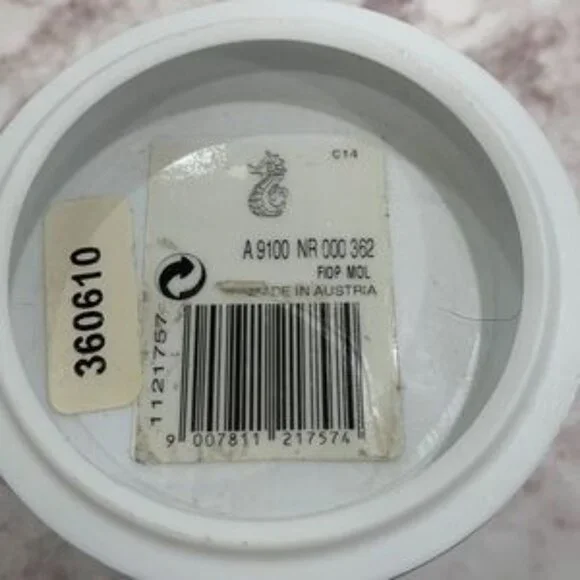 C14
A 9100 NR 000 362
FIOP MOL
MADE IN AUSTRIA
360610
1121757
9 007811 217574